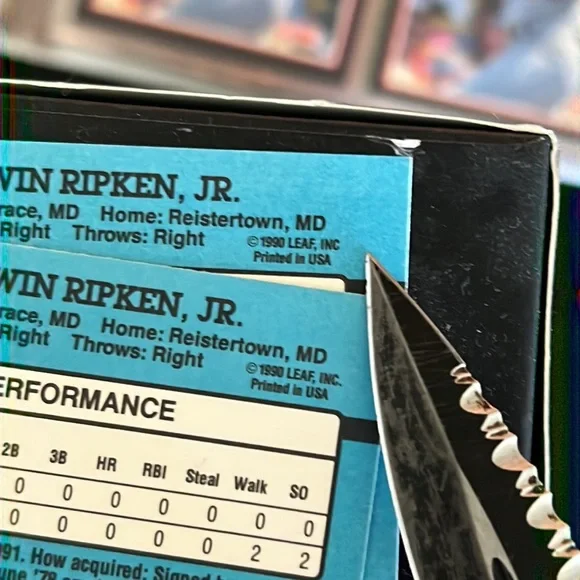 WIN RIPKEN, JR.
race, MD Home: Reistertown, MD
Right Throws: Right
©1990 LEAF, INC
Printed in USA
WIN RIPKEN, JR.
race, MD Home: Reistertown, MD
Right Throws: Right
©1990 LEAF, INC.
Printed in USA
ERFORMANCE
2B 3B HR RBI Steal Walk SO
0 0 0 0 0 0 0
0 0 0 0 0 2 2
91. How acquired: Signed
une '78